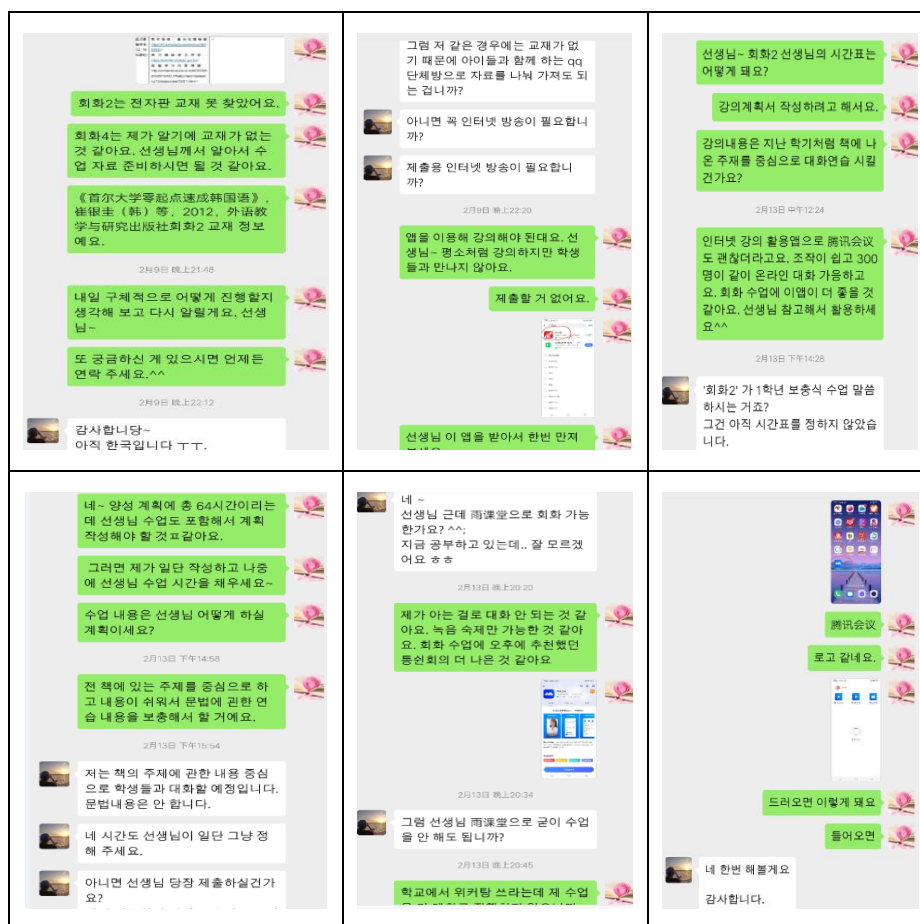 회화2는 전자판 교재 못 찾았어요.
회화4는 제가 알기에 교재가 없는
것 같아요. 선생님께서 알아서 수
업 자료 준비하시면 될 것 같아요.
《首尔大学零起点速成韩国语》,
崔银圭（韩）等，2012，外语教
学与研究出版社회화2 교재 정보
예요.
2月9日 晚上21:48
내일 구체적으로 어떻게 진행할지
생각해 보고 다시 알릴게요. 선생
님~
또 궁금하신 게 있으시면 언제든
연락 주세요.^^
2月9日 晚上22:12
감사합니당~
아직 한국입니다 ㅜㅜ.
그럼 저 같은 경우에는 교재가 없
기 때문에 아이들과 함께 하는 qq
단체방으로 자료를 나눠 가져도 되
는 겁니까?
아니면 꼭 인터넷 방송이 필요합니
까?
제출용 인터넷 방송이 필요합니
까?
2月9日 晚上22:20
앱을 이용해 강의해야 된대요. 선
생님~ 평소처럼 강의하지만 학생
들과 만나지 않아요.
제출할 거 없어요.
선생님 이 앱을 받아서 한번 만져
선생님~ 회화2 선생님의 시간표는
어떻게 돼요?
강의계획서 작성하려고 해서요.
강의내용은 지난 학기처럼 책에 나
온 주재를 중심으로 대화연습 시킬
건가요?
2月13日 中午12:24
인터넷 강의 활용앱으로 腾讯会议
도 괜찮더라고요. 조작이 쉽고 300
명이 같이 온라인 대화 가응하고
요. 회화 수업에 이앱이 더 좋을 것
같아요. 선생님 참고해서 활용하세
요^^
2月13日 下午14:28
'회화2' 가 1학년 보충식 수업 말씀
하시는 거죠?
그건 아직 시간표를 정하지 않았습
니다.
네~ 양성 계획에 총 64시간이리는
데 선생님 수업도 포함해서 계획
작성해야 할 것ㅍ같아요.
그러면 제가 일단 작성하고 나중
에 선생님 수업 시간을 채우세요~
수업 내용은 선생님 어떻게 하실
계획이세요?
2月13日 下午14:58
전 책에 있는 주제를 중심으로 하
고 내용이 쉬워서 문법에 괸한 연
습 내용을 보충해서 할 거에요.
2月13日 下午15:54
저는 책의 주제에 관한 내용 중심
으로 학생들과 대화할 예정입니다.
문법내용은 안 합니다.
네 시간도 선생님이 일단 그냥 정
해 주세요.
아니면 선생님 당장 제출하실건가
요?
네 ~
선생님 근데 雨课堂으로 회화 가능
한가요? ^^;
지금 공부하고 있는데.. 잘 모르겠
어요 ㅎㅎ
2月13日 晚上20:20
제가 아는 걸로 대화 안 되는 것 같
아요. 녹음 숙제만 가능한 것 같아
요. 회화 수업에 오후에 추천했던
틍쉰회의 더 나은 것 같아요
2月13日 晚上20:34
그럼 선생님 雨课堂으로 굳이 수업
을 안 해도 됩니까?
2月13日 晚上20:45
학교에서 위커탕 쓰라는데 제 수업
腾讯会议
로고 같네요.
드러오면 이렇게 돼요
들어오면
네 한번 해볼게요
감사합니다.